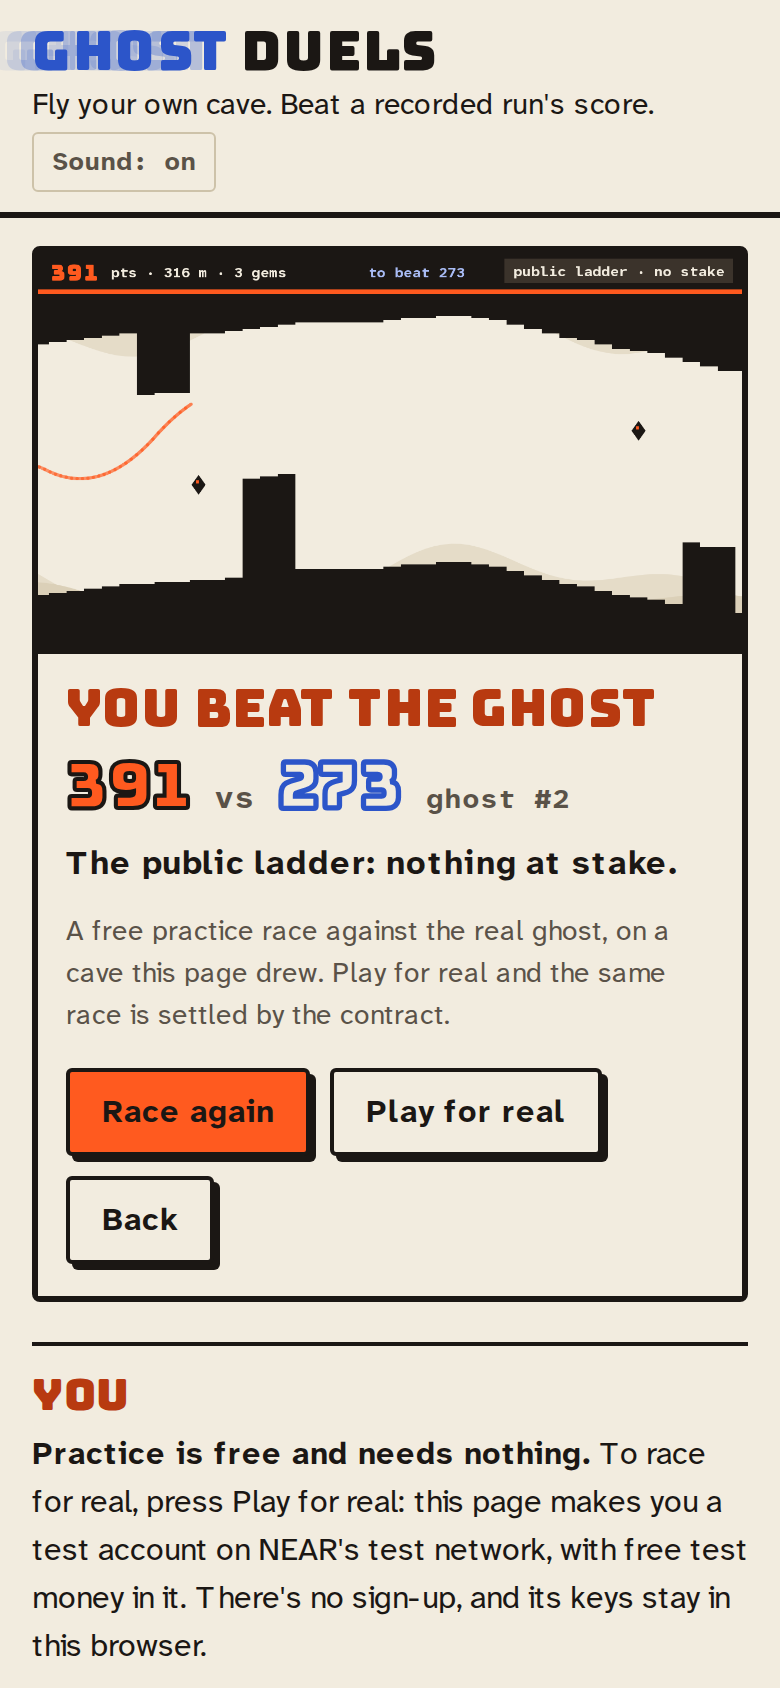 GHOST DUELS
Fly your own cave. Beat a recorded run's score.
Sound: on
391 pts · 316 m · 3 gems to beat 273 public ladder · no stake
YOU BEAT THE GHOST
391 vs 273 ghost #2
The public ladder: nothing at stake.
A free practice race against the real ghost, on a
cave this page drew. Play for real and the same
race is settled by the contract.
Race again Play for real
Back
YOU
Practice is free and needs nothing. To race
for real, press Play for real: this page makes you a
test account on NEAR's test network, with free test
money in it. There's no sign-up, and its keys stay in
this browser.